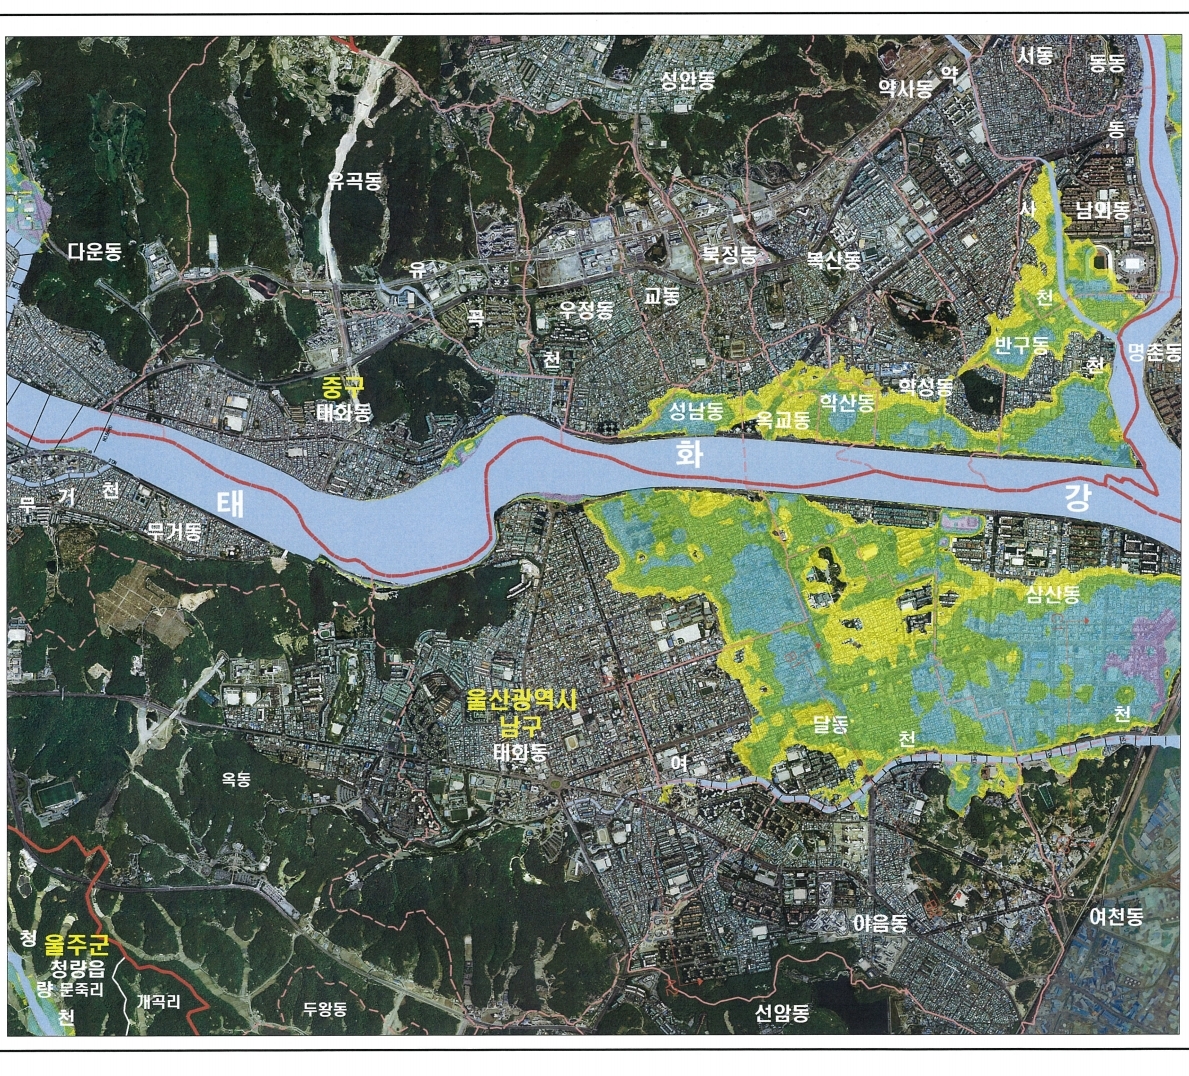 서동
동동
성안동
약사동
약
동
유곡동
사
남외동
다운동
유
북정동
복산동
교동
천
우정동
곡
반구동
명촌동
천
천
중구
태화동
학성동
성남동
학산동
옥교동
화
무
거
천
태
강
무거동
삼산동
울산광역시
남구
태화동
달동
천
천
여
옥동
야음동
여천동
청
울주군
청량읍
량
문죽리
개곡리
천
두왕동
선암동